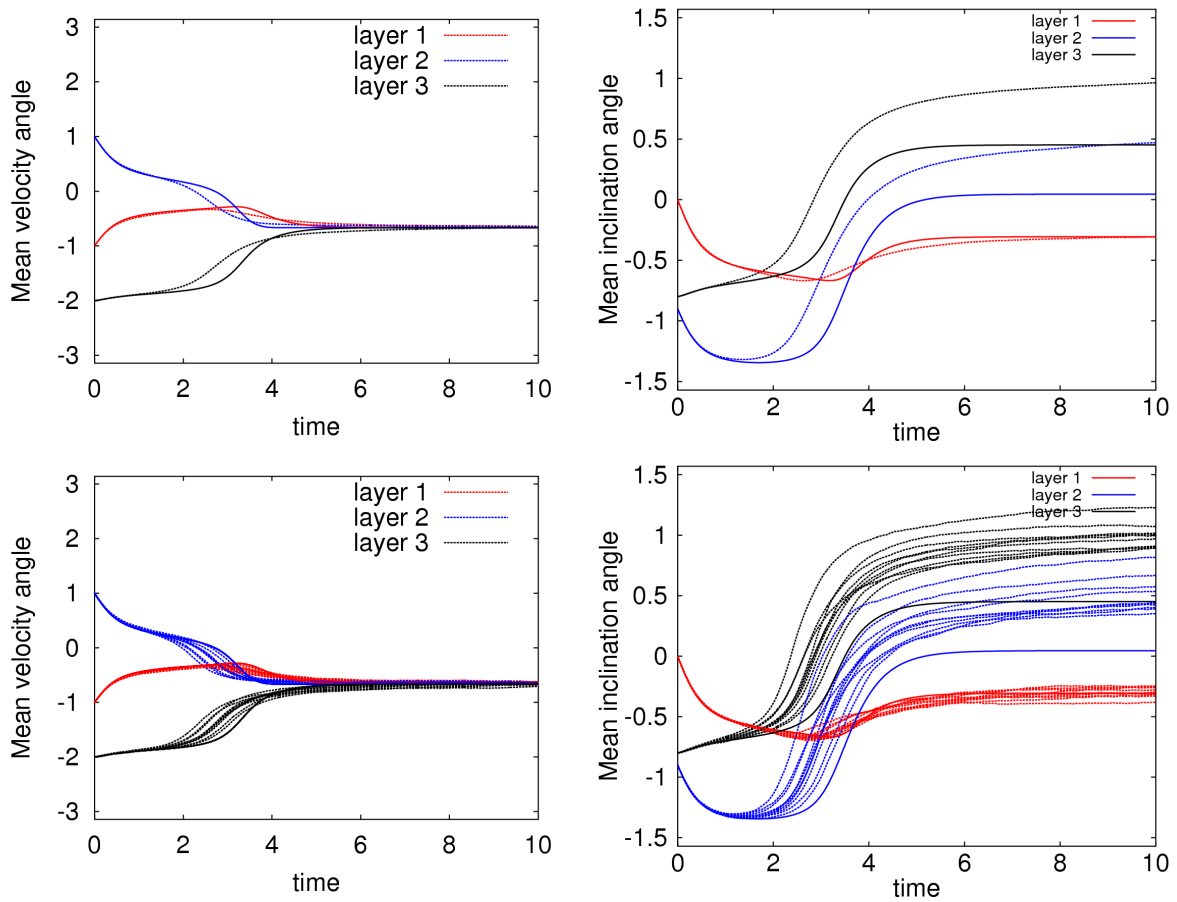 Mean velocity angle
3
2
1
0
-1
-2
-3
0 2 4 6 8 10
time
layer 1
layer 2
layer 3
Mean inclination angle
1.5
1
0.5
0
-0.5
-1
-1.5
0 2 4 6 8 10
time
layer 1
layer 2
layer 3
Mean velocity angle
3
2
1
0
-1
-2
-3
0 2 4 6 8 10
time
layer 1
layer 2
layer 3
Mean inclination angle
1.5
1
0.5
0
-0.5
-1
-1.5
0 2 4 6 8 10
time
layer 1
layer 2
layer 3